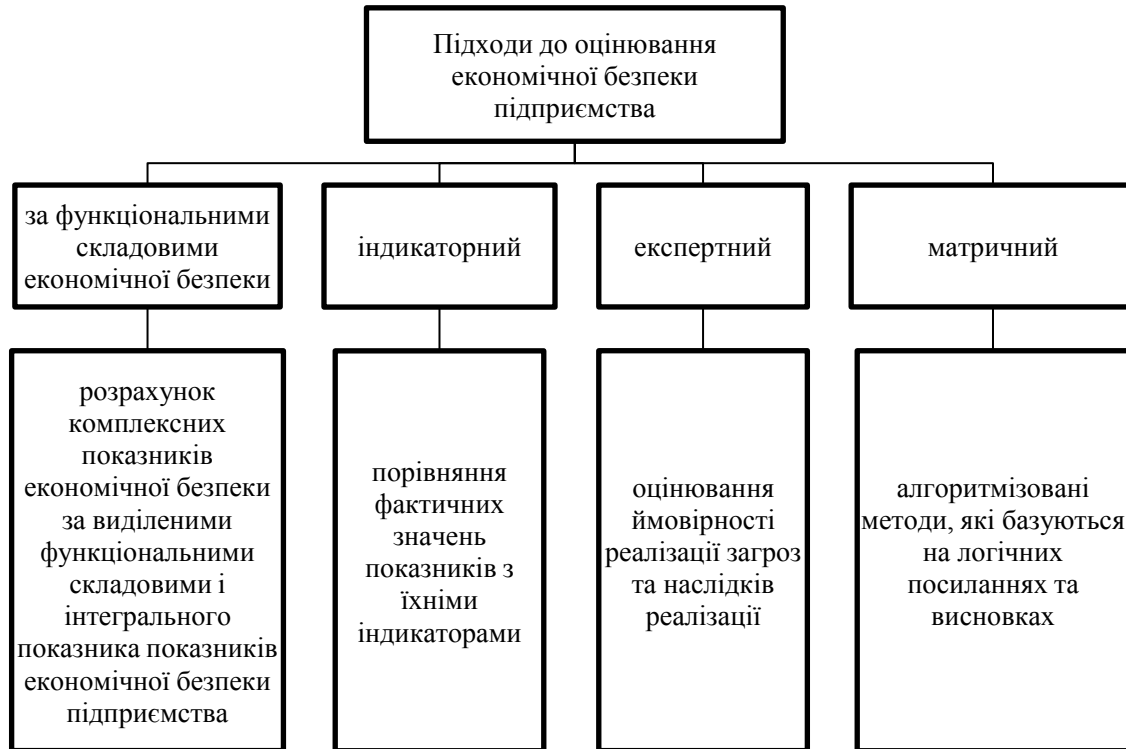 Підходи до оцінювання
економічної безпеки
підприємства
за функціональними
складовими
економічної безпеки
індикаторний
експертний
матричний
розрахунок
комплексних
показників
економічної безпеки
за виділеними
функціональними
складовими і
інтегрального
показника показників
економічної безпеки
підприємства
порівняння
фактичних
значень
показників з
їхніми
індикаторами
оцінювання
ймовірності
реалізації загроз
та наслідків
реалізації
алгоритмізовані
методи, які базуються
на логічних
посиланнях та
висновках